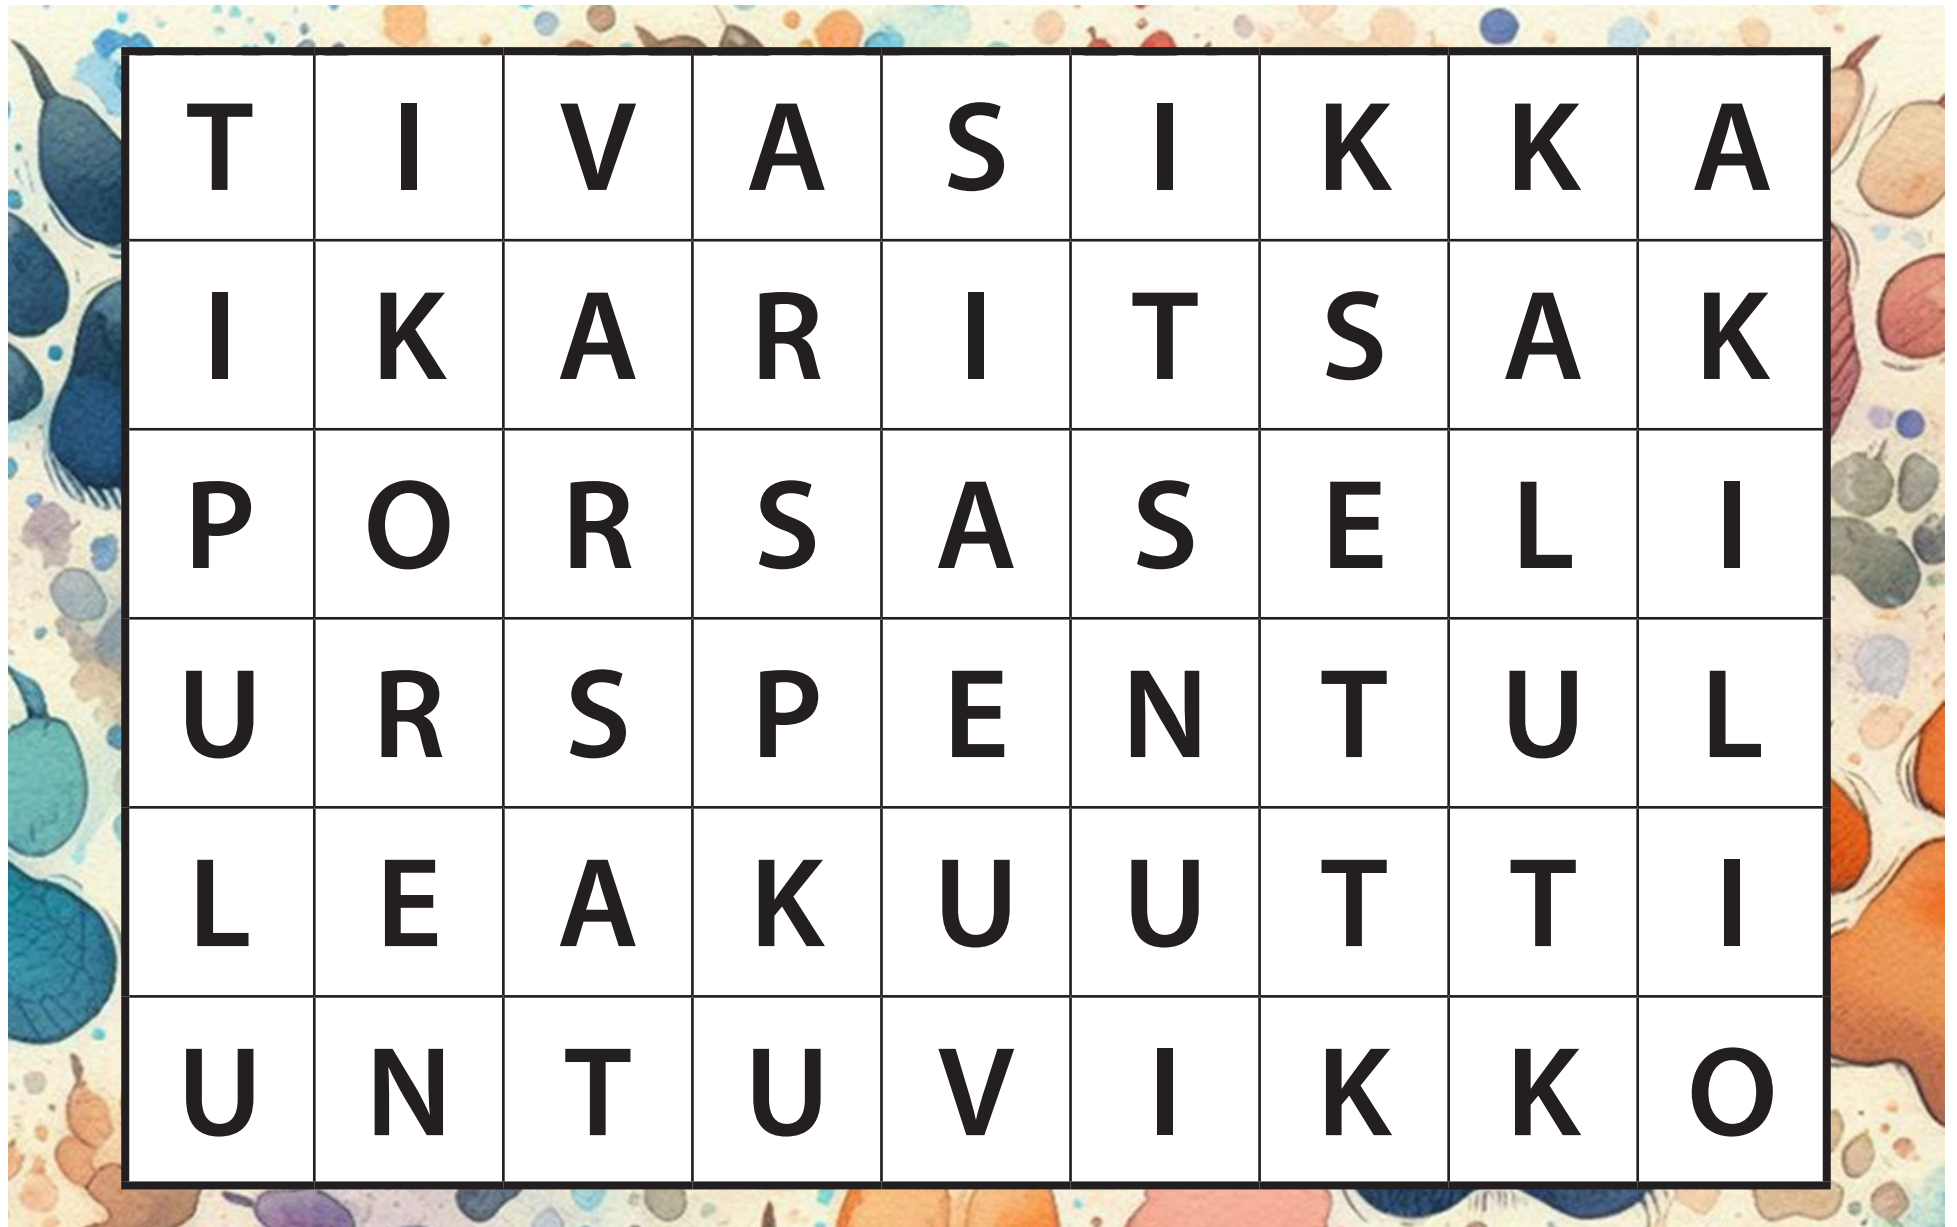 T I V A S I K K A
I K A R I T S A K
P O R S A S E L I
U R S P E N T U L
L E A K U U T T I
U N T U V I K K O